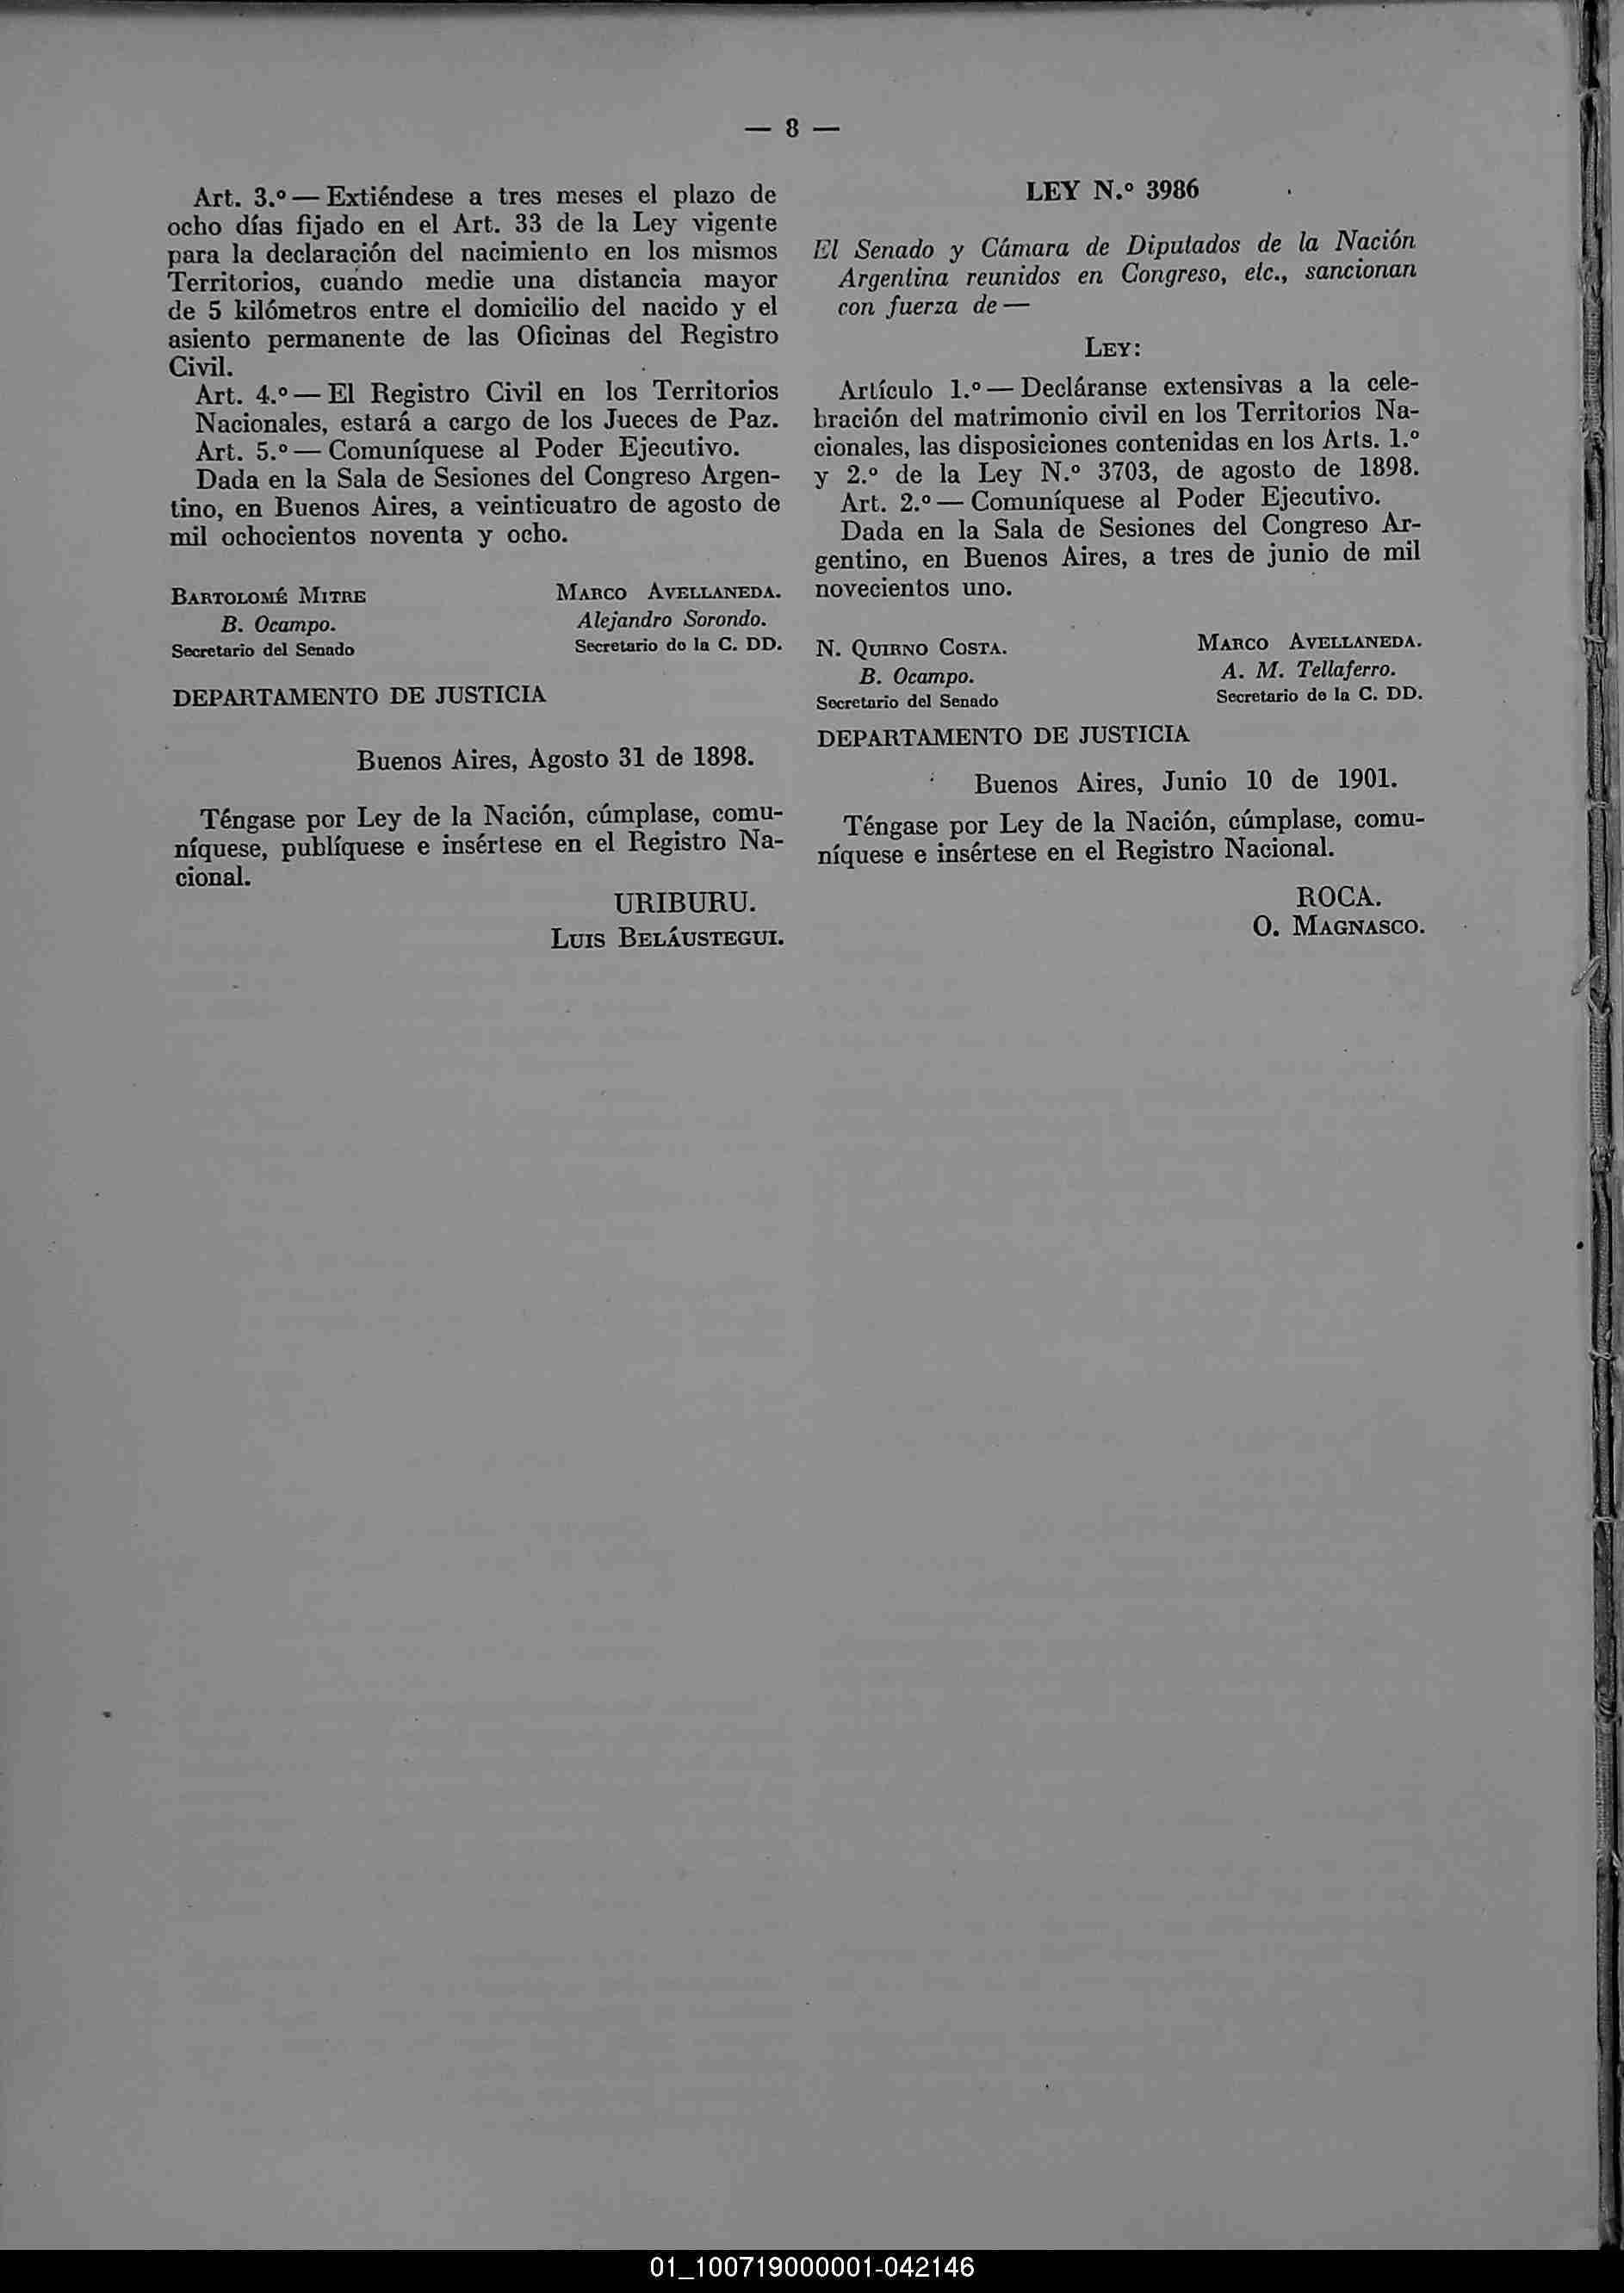 — 8 —
Art. 3.º — Extiéndese a tres meses el plazo de
ocho días fijado en el Art. 33 de la Ley vigente
para la declaración del nacimiento en los mismos
Territorios, cuando medie una distancia mayor
de 5 kilómetros entre el domicilio del nacido y el
asiento permanente de las Oficinas del Registro
Civil.
Art. 4.º — El Registro Civil en los Territorios
Nacionales, estará a cargo de los Jueces de Paz.
Art. 5.º — Comuníquese al Poder Ejecutivo.
Dada en la Sala de Sesiones del Congreso Argen-
tino, en Buenos Aires, a veinticuatro de agosto de
mil ochocientos noventa y ocho.
BARTOLOMÉ MITRE MARCO AVELLANEDA.
B. Ocampo. Alejandro Sorondo.
Secretario del Senado Secretario de la C. DD.
DEPARTAMENTO DE JUSTICIA
Buenos Aires, Agosto 31 de 1898.
Téngase por Ley de la Nación, cúmplase, comu-
níquese, publíquese e insértese en el Registro Na-
cional.
URIBURU.
LUIS BELÁUSTEGUI.
LEY N.º 3986
El Senado y Cámara de Diputados de la Nación
Argentina reunidos en Congreso, etc., sancionan
con fuerza de —
LEY:
Artículo 1.º — Decláranse extensivas a la cele-
bración del matrimonio civil en los Territorios Na-
cionales, las disposiciones contenidas en los Arts. 1.º
y 2.º de la Ley N.º 3703, de agosto de 1898.
Art. 2.º — Comuníquese al Poder Ejecutivo.
Dada en la Sala de Sesiones del Congreso Ar-
gentino, en Buenos Aires, a tres de junio de mil
novecientos uno.
N. QUIRNO COSTA. MARCO AVELLANEDA.
B. Ocampo. A. M. Tellaferro.
Secretario del Senado Secretario de la C. DD.
DEPARTAMENTO DE JUSTICIA
Buenos Aires, Junio 10 de 1901.
Téngase por Ley de la Nación, cúmplase, comu-
níquese e insértese en el Registro Nacional.
ROCA.
O. MAGNASCO.
01_100719000001-042146